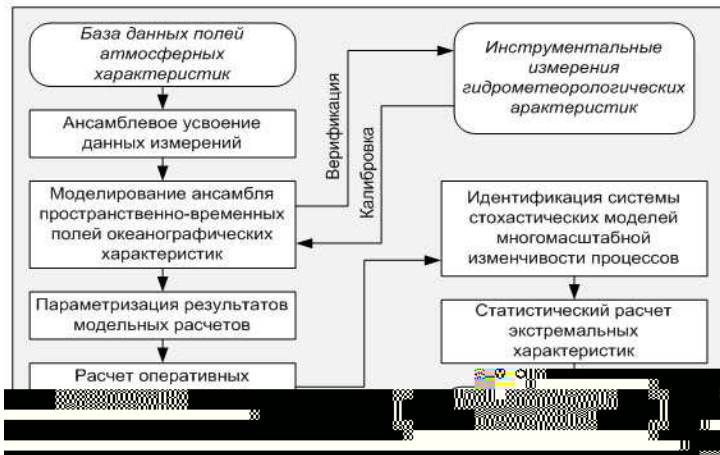 База данных полей
атмосферных
характеристик
Ансамблевое усвоение
данных измерений
Моделирование ансамбля
пространственно-временных
полей океанографических
характеристик
Параметризация результатов
модельных расчетов
Расчет оперативных
Верификация
Калибровка
Инструментальные
измерения
гидрометеорологических
арактеристик
Идентификация системы
стохастических моделей
многомасштабной
изменчивости процессов
Статистический расчет
экстремальных
характеристик